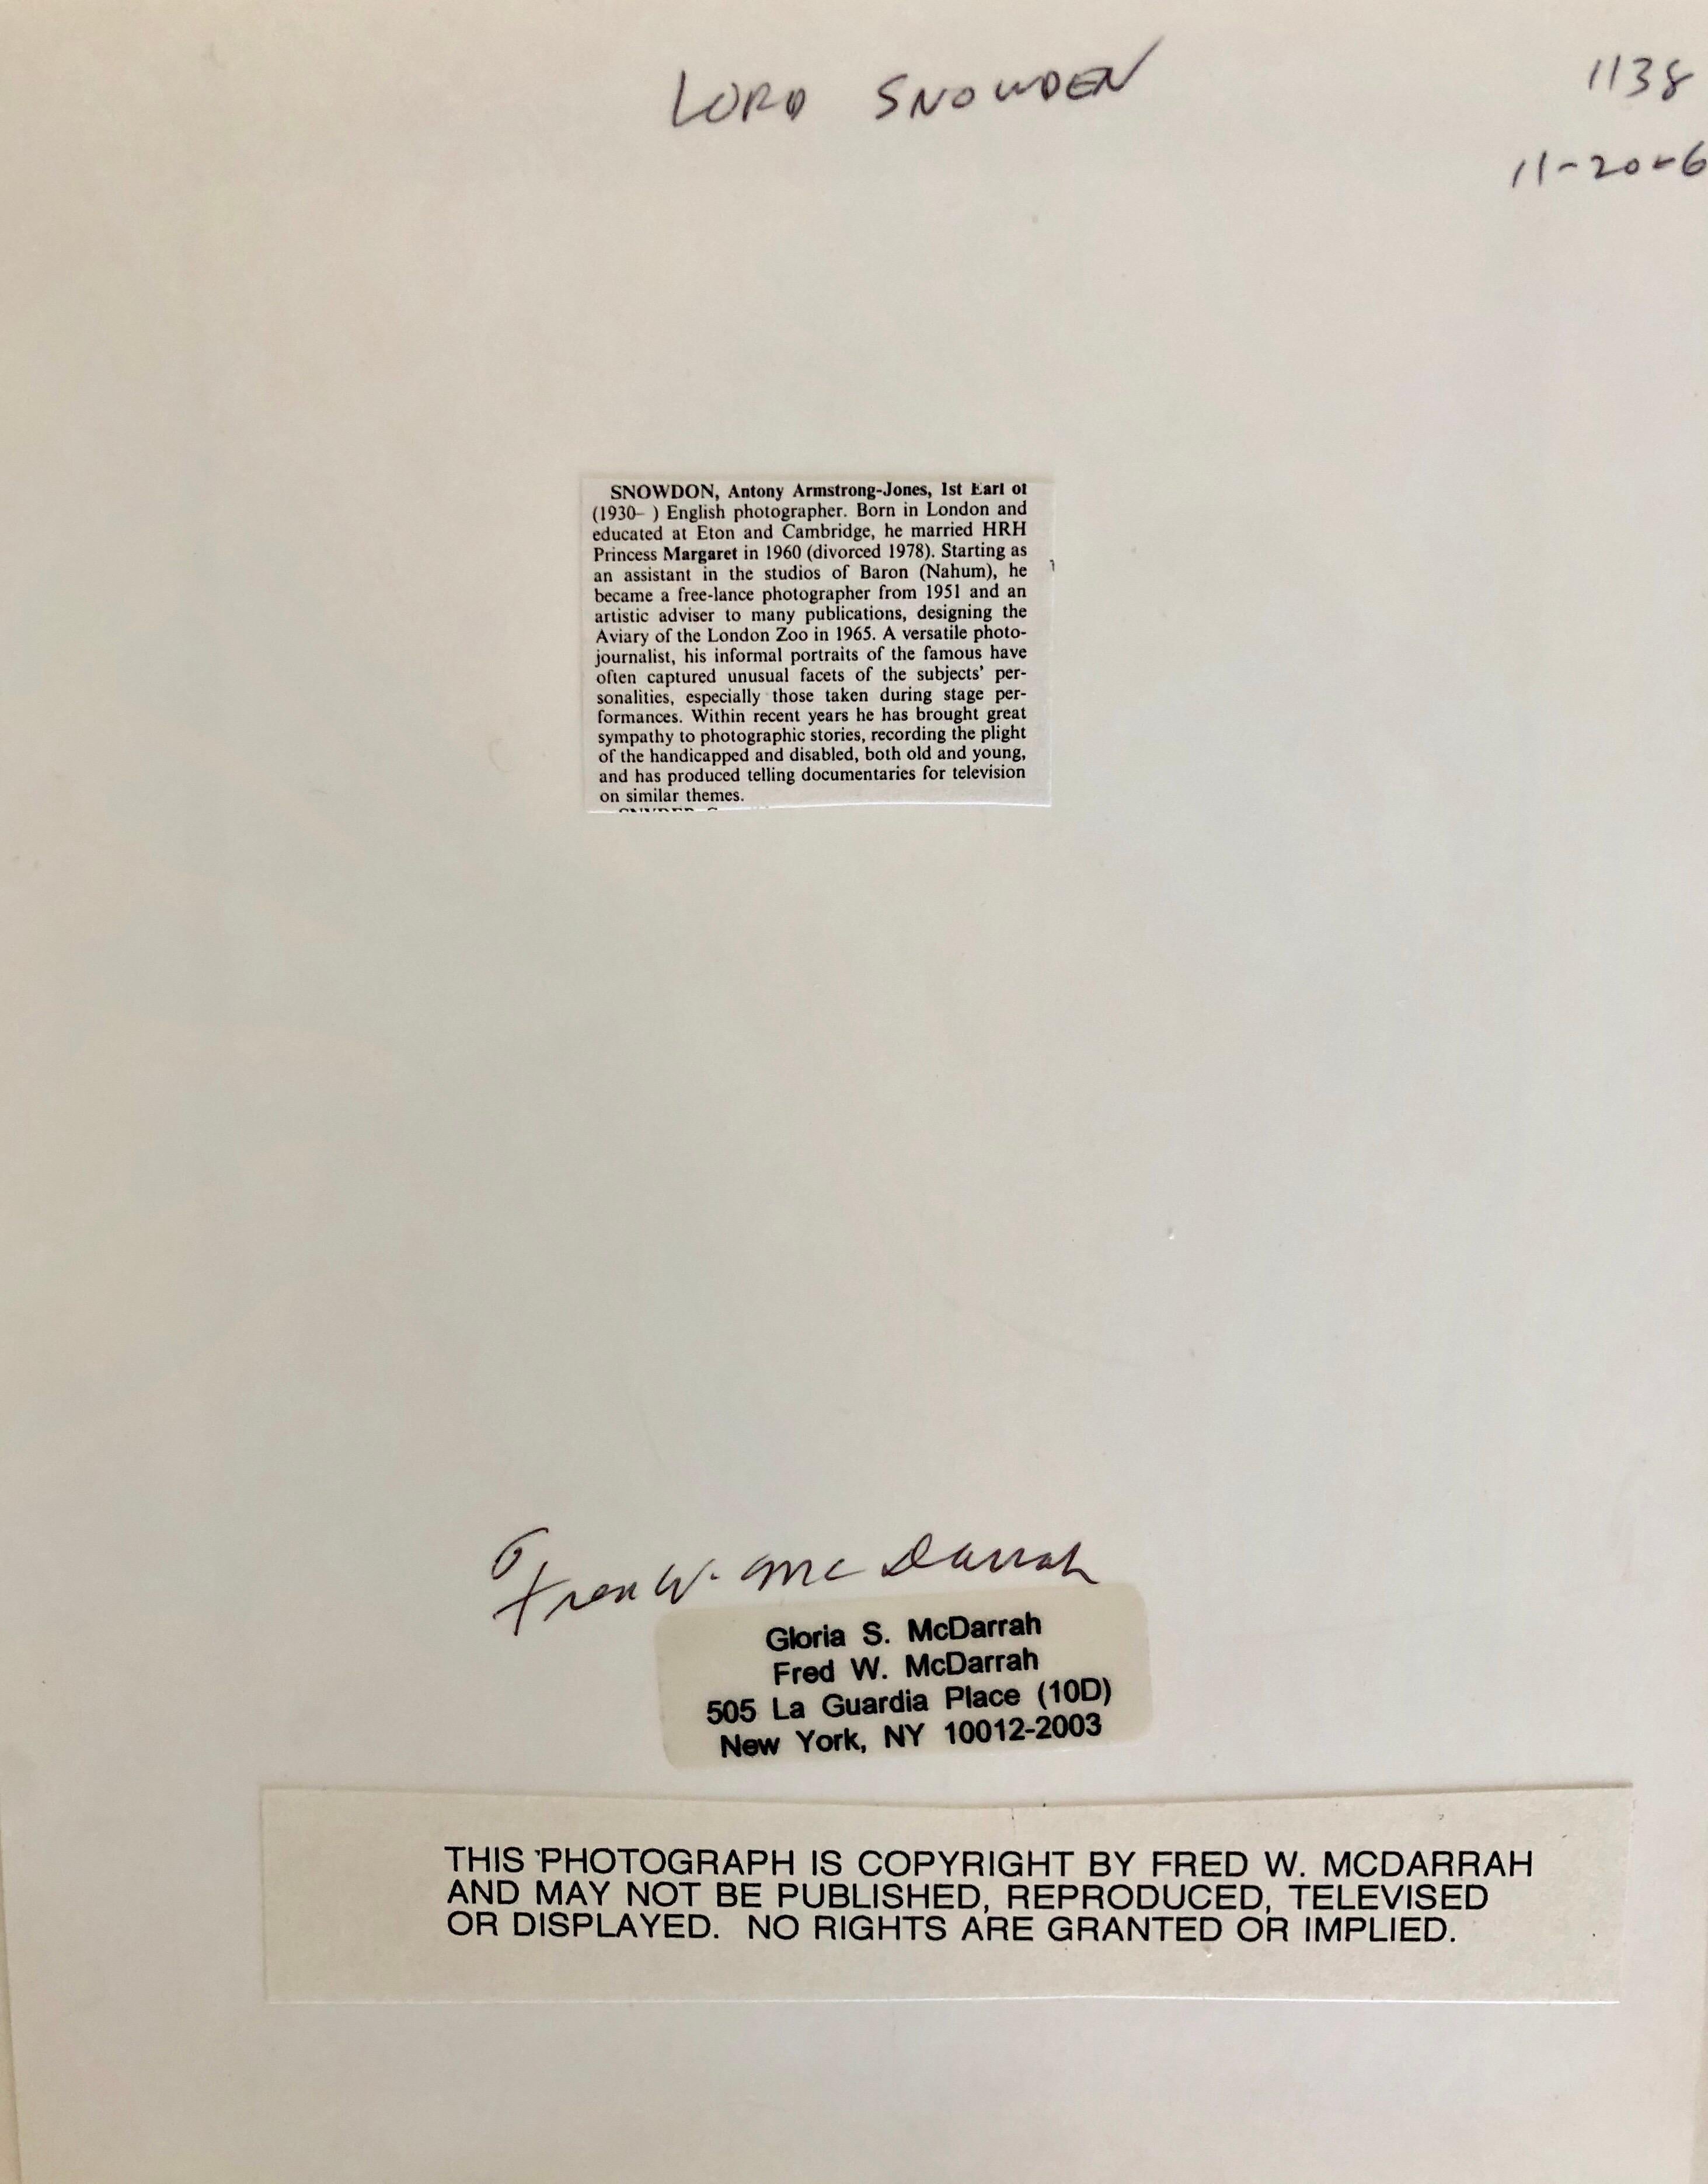 LORD SNOWDEN
1138
11-20-6
SNOWDON, Antony Armstrong-Jones, 1st Earl of
(1930– ) English photographer. Born in London and
educated at Eton and Cambridge, he married HRH
Princess Margaret in 1960 (divorced 1978). Starting as
an assistant in the studios of Baron (Nahum), he
became a free-lance photographer from 1951 and an
artistic adviser to many publications, designing the
Aviary of the London Zoo in 1965. A versatile photo-
journalist, his informal portraits of the famous have
often captured unusual facets of the subjects' per-
sonalities, especially those taken during stage per-
formances. Within recent years he has brought great
sympathy to photographic stories, recording the plight
of the handicapped and disabled, both old and young,
and has produced telling documentaries for television
on similar themes.
Fred W. McDarrah
Gloria S. McDarrah
Fred W. McDarrah
505 La Guardia Place (10D)
New York, NY 10012-2003
THIS PHOTOGRAPH IS COPYRIGHT BY FRED W. MCDARRAH
AND MAY NOT BE PUBLISHED, REPRODUCED, TELEVISED
OR DISPLAYED. NO RIGHTS ARE GRANTED OR IMPLIED.